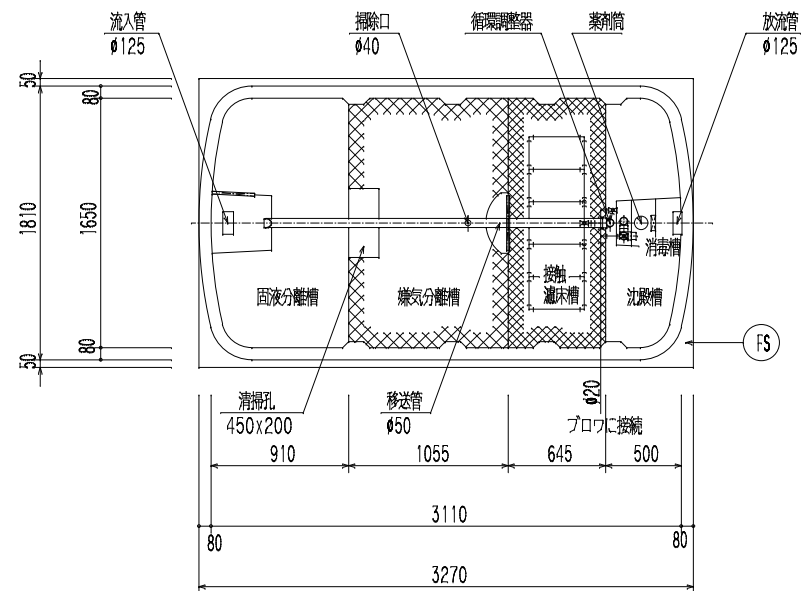 流入管
φ125
掃除口
φ40
循環調整器
薬剤筒
放流管
φ125
50
80
1810
1650
80
50
固液分離槽
嫌気分離槽
接触
濾床槽
消毒槽
沈殿槽
FS
清掃孔
450x200
移送管
φ50
φ20
ブロワに接続
910
1055
645
500
3110
80
80
3270